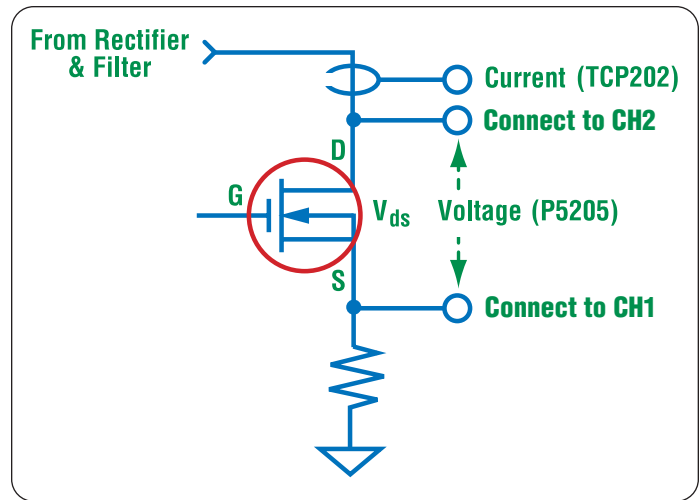 From Rectifier
& Filter
Current (TCP202)
Connect to CH2
D
G
Vds
Voltage (P5205)
S
Connect to CH1